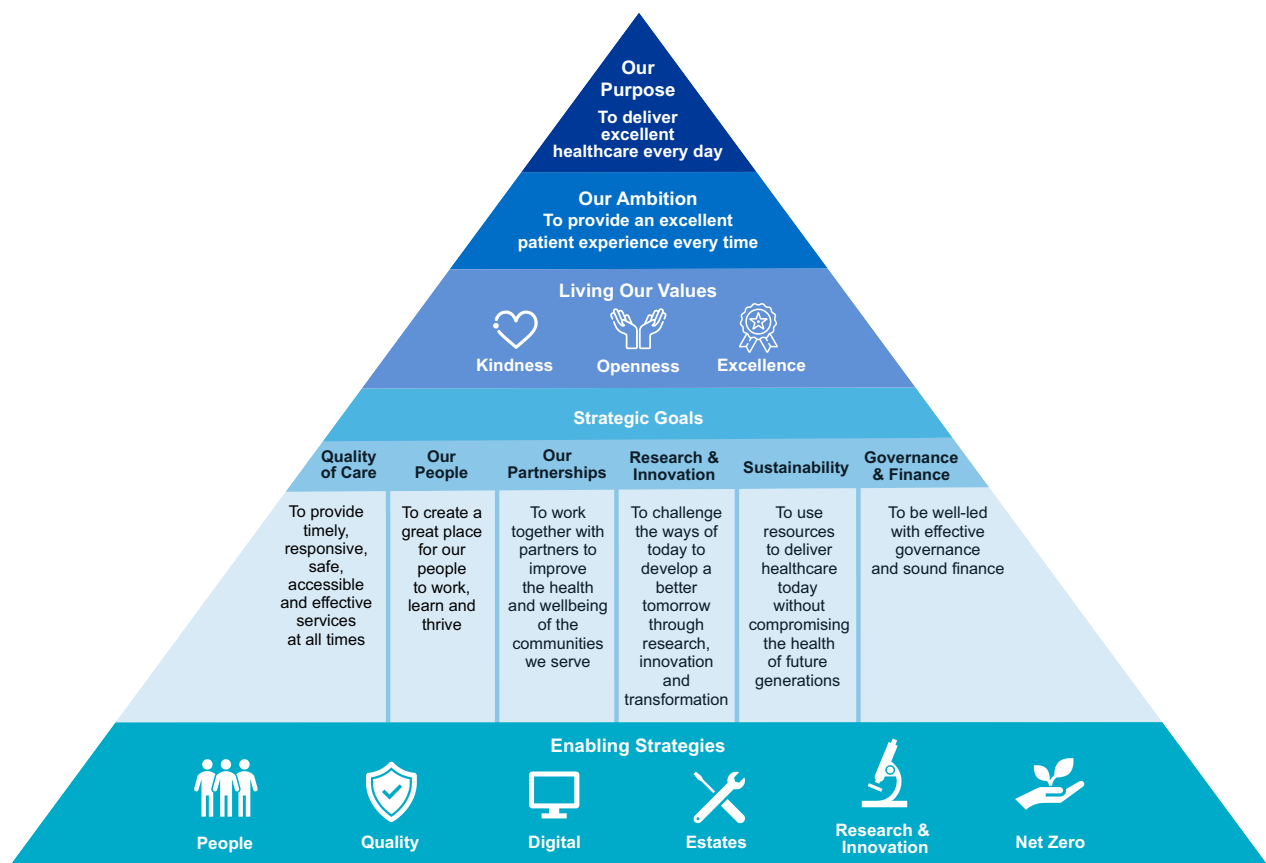 Our
Purpose
To deliver
excellent
healthcare every day
Our Ambition
To provide an excellent
patient experience every time
Living Our Values
Kindness
Openness
Excellence
Strategic Goals
Quality
of Care
To provide
timely,
responsive,
safe,
accessible
and effective
services
at all times
Our
People
To create a
great place
for our
people
to work,
learn and
thrive
Our
Partnerships
To work
together with
partners to
improve
the health
and wellbeing
of the
communities
we serve
Research &
Innovation
To challenge
the ways of
today to
develop a
better
tomorrow
through
research,
innovation
and
transformation
Sustainability
To use
resources
to deliver
healthcare
today
without
compromising
the health
of future
generations
Governance
& Finance
To be well-led
with effective
governance
and sound finance
Enabling Strategies
People
Quality
Digital
Estates
Research &
Innovation
Net Zero